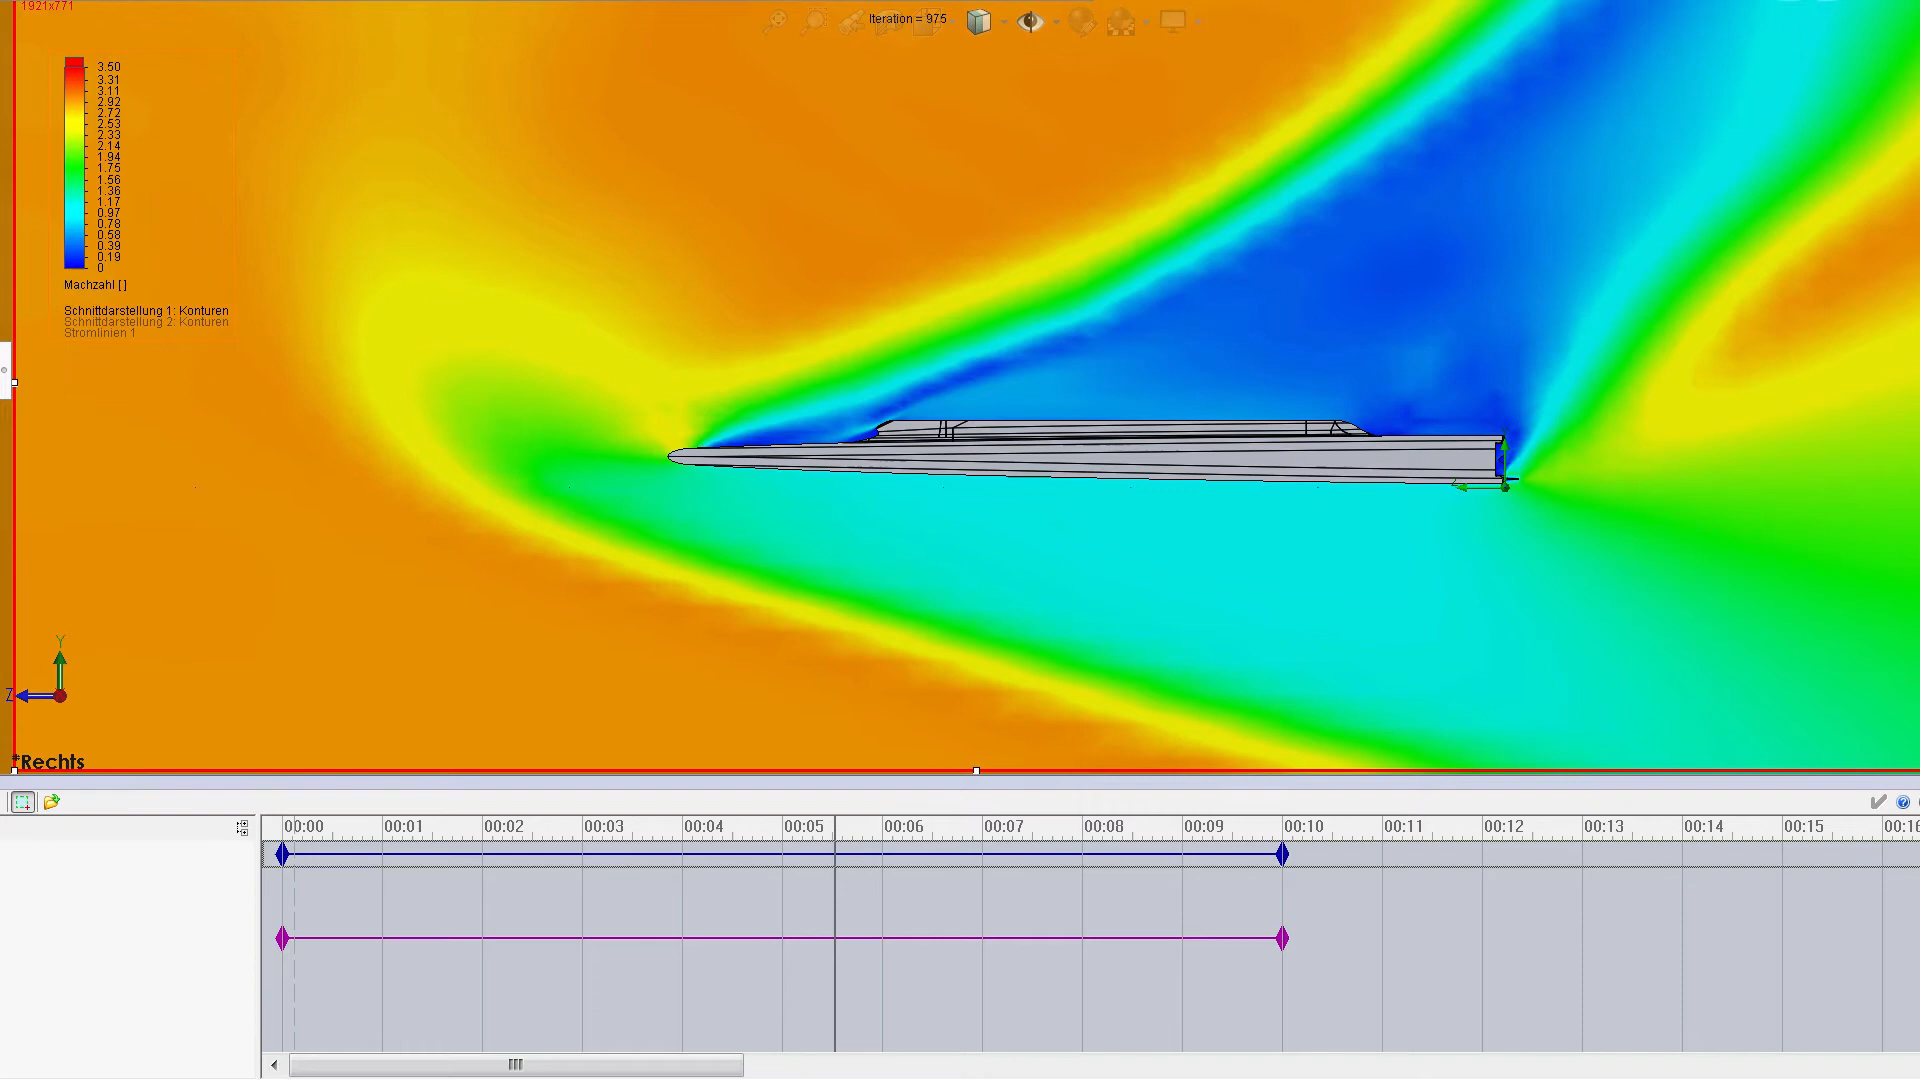 1921x771
Iteration = 975
3.50
3.31
3.11
2.92
2.72
2.53
2.33
2.14
1.94
1.75
1.56
1.36
1.17
0.97
0.78
0.58
0.39
0.19
0
Machzahl [ ]
Schnittdarstellung 1: Konturen
Schnittdarstellung 2: Konturen
Stromlinien 1
Y
Z
*Rechts
00:00 00:01 00:02 00:03 00:04 00:05 00:06 00:07 00:08 00:09 00:10 00:11 00:12 00:13 00:14 00:15 00:16